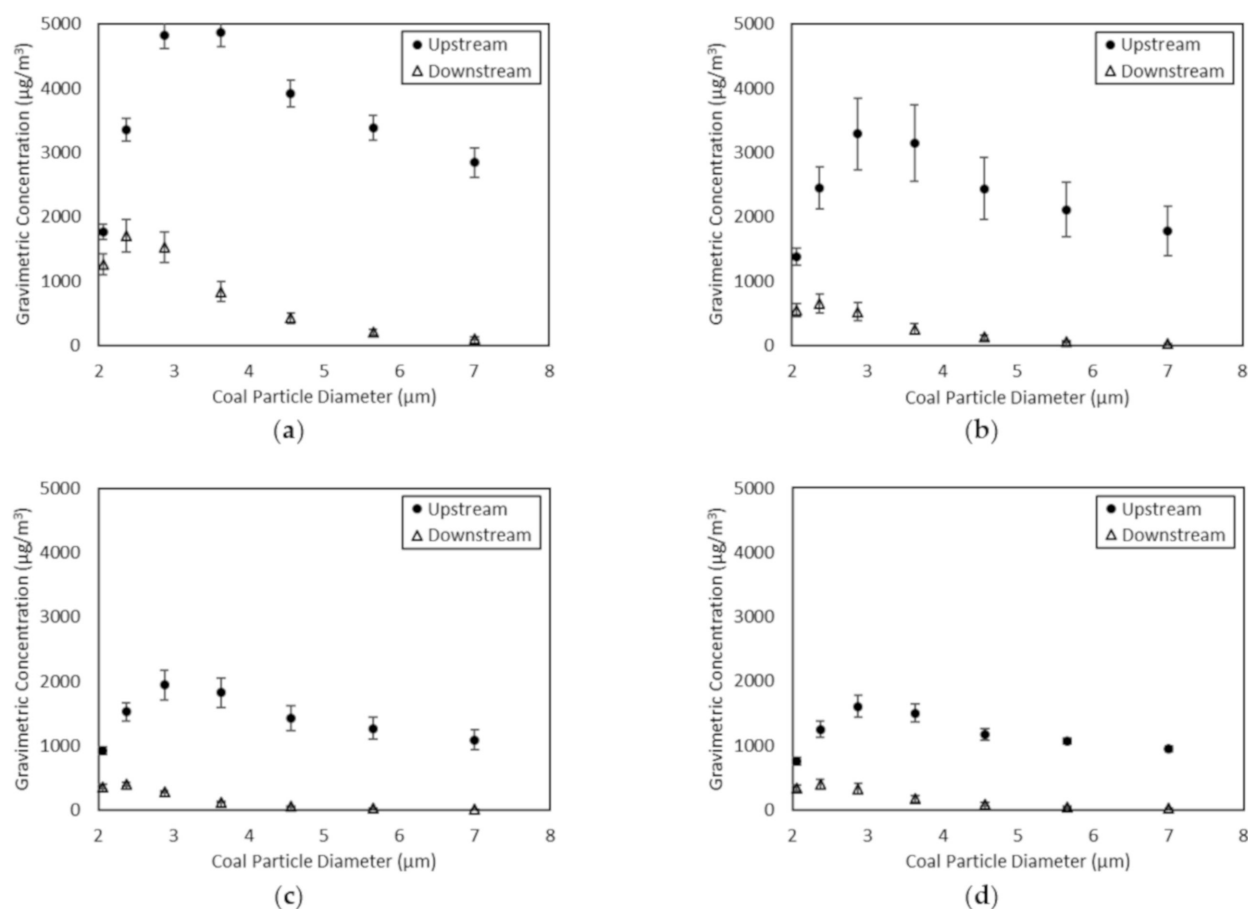 5000
4000
3000
2000
1000
0
Gravimetric Concentration (µg/m³)
Upstream
Downstream
2 3 4 5 6 7 8
Coal Particle Diameter (µm)
(a)
5000
4000
3000
2000
1000
0
Gravimetric Concentration (µg/m³)
Upstream
Downstream
2 3 4 5 6 7 8
Coal Particle Diameter (µm)
(b)
5000
4000
3000
2000
1000
0
Gravimetric Concentration (µg/m³)
Upstream
Downstream
2 3 4 5 6 7 8
Coal Particle Diameter (µm)
(c)
5000
4000
3000
2000
1000
0
Gravimetric Concentration (µg/m³)
Upstream
Downstream
2 3 4 5 6 7 8
Coal Particle Diameter (µm)
(d)